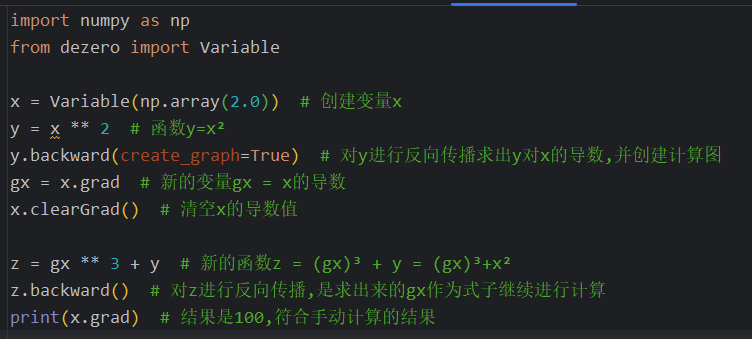 import numpy as np
from dezero import Variable
x = Variable(np.array(2.0))  # 创建变量x
y = x ** 2  # 函数y=x²
y.backward(create_graph=True)  # 对y进行反向传播求出y对x的导数,并创建计算图
gx = x.grad  # 新的变量gx = x的导数
x.clearGrad()  # 清空x的导数值
z = gx ** 3 + y  # 新的函数z = (gx)³ + y = (gx)³+x²
z.backward()  # 对z进行反向传播,是求出来的gx作为式子继续进行计算
print(x.grad)  # 结果是100,符合手动计算的结果